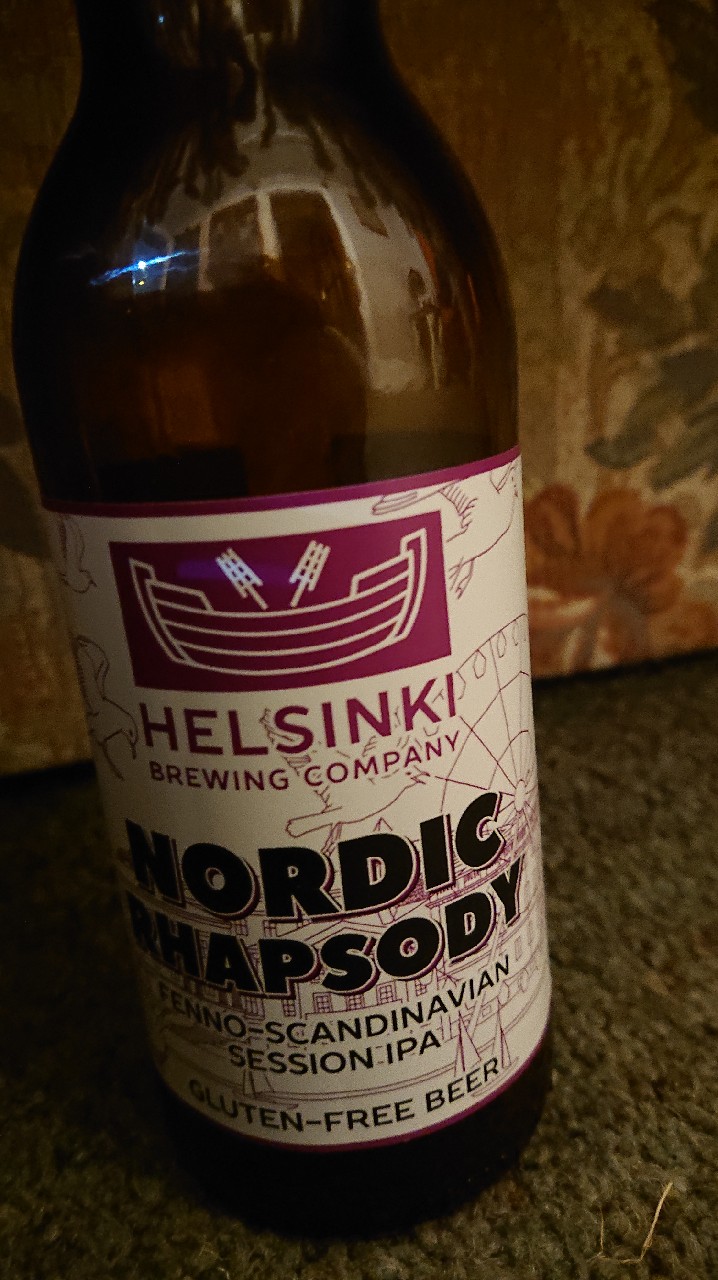 HELSINKI
BREWING COMPANY
NORDIC
RHAPSODY
FENNO-SCANDINAVIAN
SESSION IPA
GLUTEN-FREE BEER